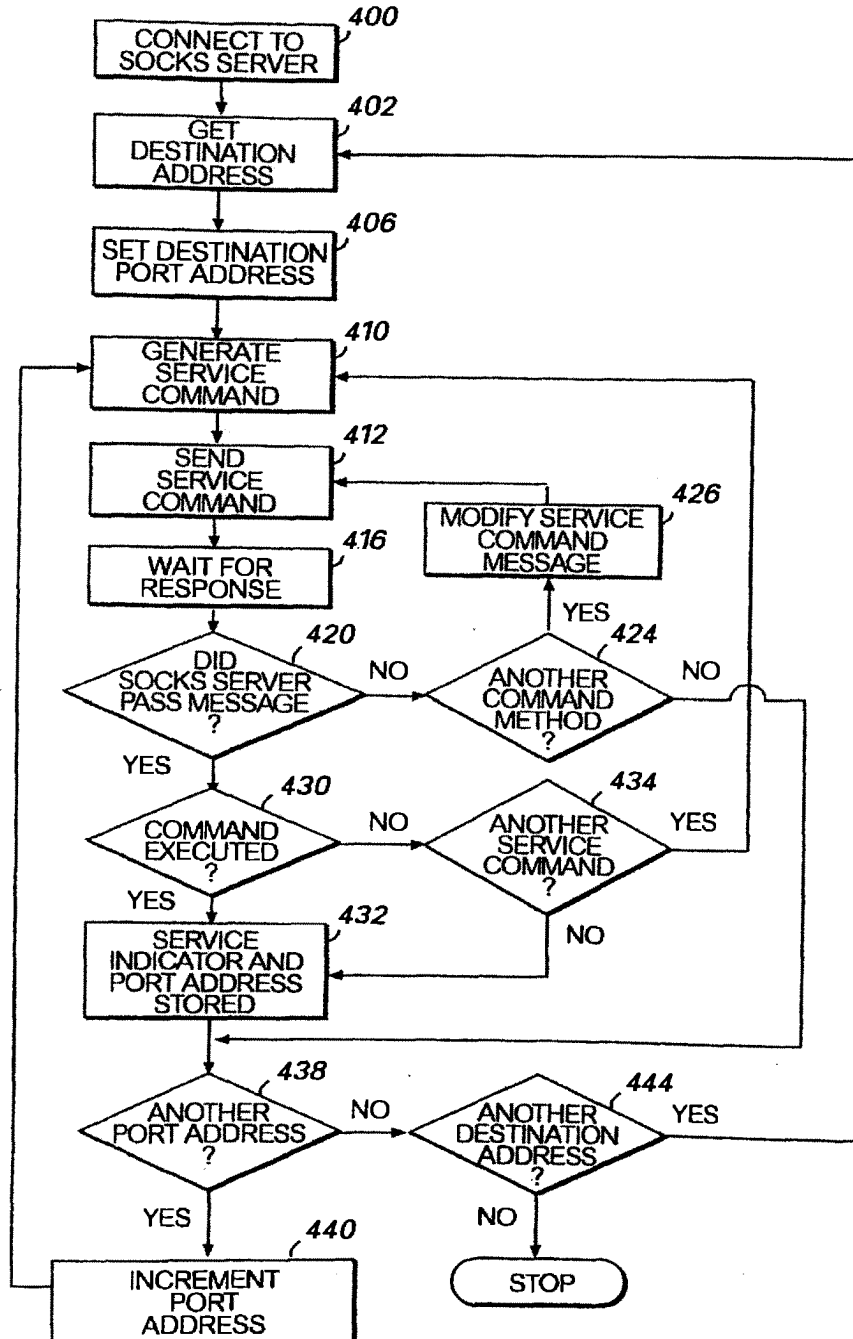 400
CONNECT TO
SOCKS SERVER
402
GET
DESTINATION
ADDRESS
406
SET DESTINATION
PORT ADDRESS
410
GENERATE
SERVICE
COMMAND
412
SEND
SERVICE
COMMAND
426
MODIFY SERVICE
COMMAND
MESSAGE
416
WAIT FOR
RESPONSE
YES
420
DID
SOCKS SERVER
PASS MESSAGE
?
NO
424
ANOTHER
COMMAND
METHOD
?
NO
YES
430
COMMAND
EXECUTED
?
NO
434
ANOTHER
SERVICE
COMMAND
?
YES
YES
NO
432
SERVICE
INDICATOR AND
PORT ADDRESS
STORED
438
ANOTHER
PORT ADDRESS
?
NO
444
ANOTHER
DESTINATION
ADDRESS
?
YES
YES
NO
440
INCREMENT
PORT
ADDRESS
STOP